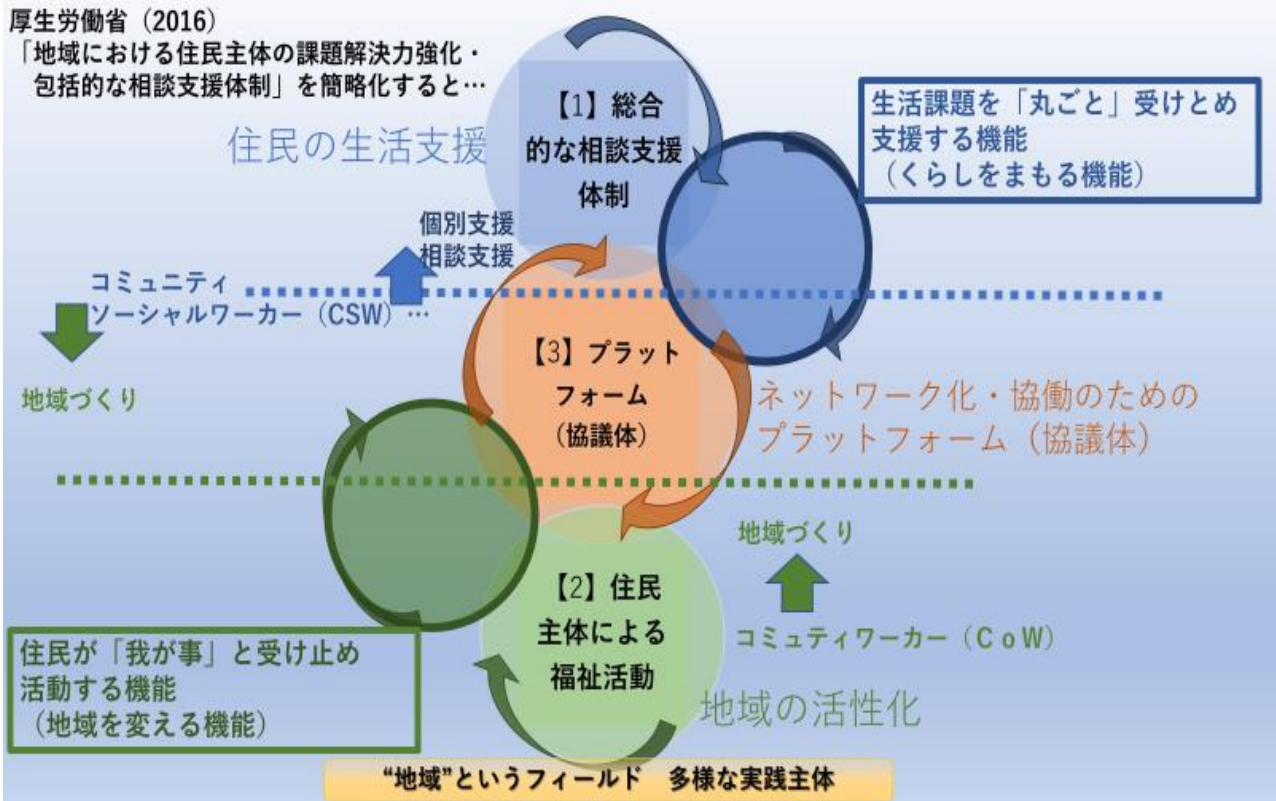 厚生労働省（2016）
「地域における住民主体の課題解決力強化・
包括的な相談支援体制」を簡略化すると…
住民の生活支援
【1】総合
的な相談支援
体制
生活課題を「丸ごと」受けとめ
支援する機能
（くらしをまもる機能）
個別支援
相談支援
コミュニティ
ソーシャルワーカー（CSW）…
地域づくり
【3】プラット
フォーム
（協議体）
ネットワーク化・協働のための
プラットフォーム（協議体）
地域づくり
コミュティワーカー（ＣｏＷ）
【2】住民
主体による
福祉活動
住民が「我が事」と受け止め
活動する機能
（地域を変える機能）
地域の活性化
“地域”というフィールド　多様な実践主体